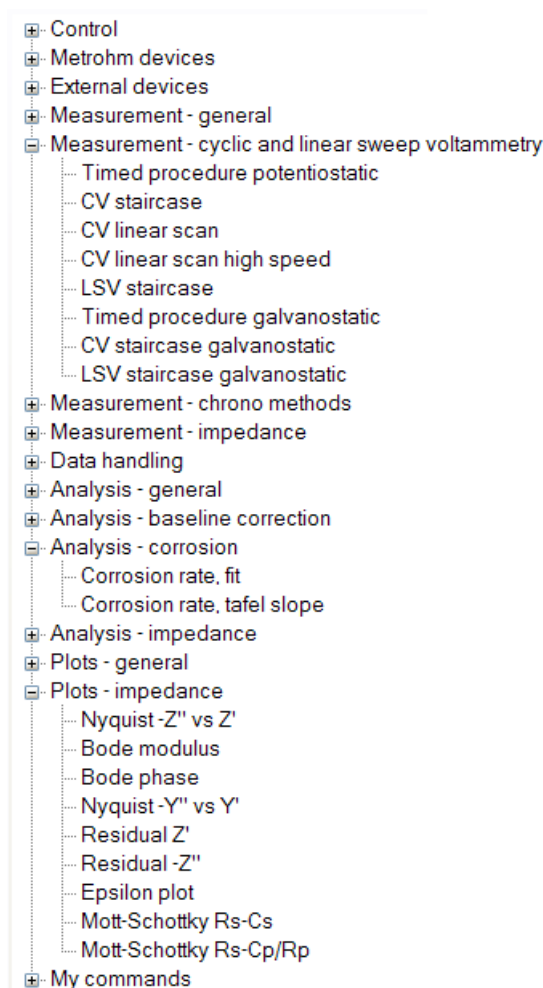 Control
Metrohm devices
External devices
Measurement - general
Measurement - cyclic and linear sweep voltammetry
Timed procedure potentiostatic
CV staircase
CV linear scan
CV linear scan high speed
LSV staircase
Timed procedure galvanostatic
CV staircase galvanostatic
LSV staircase galvanostatic
Measurement - chrono methods
Measurement - impedance
Data handling
Analysis - general
Analysis - baseline correction
Analysis - corrosion
Corrosion rate, fit
Corrosion rate, tafel slope
Analysis - impedance
Plots - general
Plots - impedance
Nyquist -Z'' vs Z'
Bode modulus
Bode phase
Nyquist -Y'' vs Y'
Residual Z'
Residual -Z''
Epsilon plot
Mott-Schottky Rs-Cs
Mott-Schottky Rs-Cp/Rp
My commands